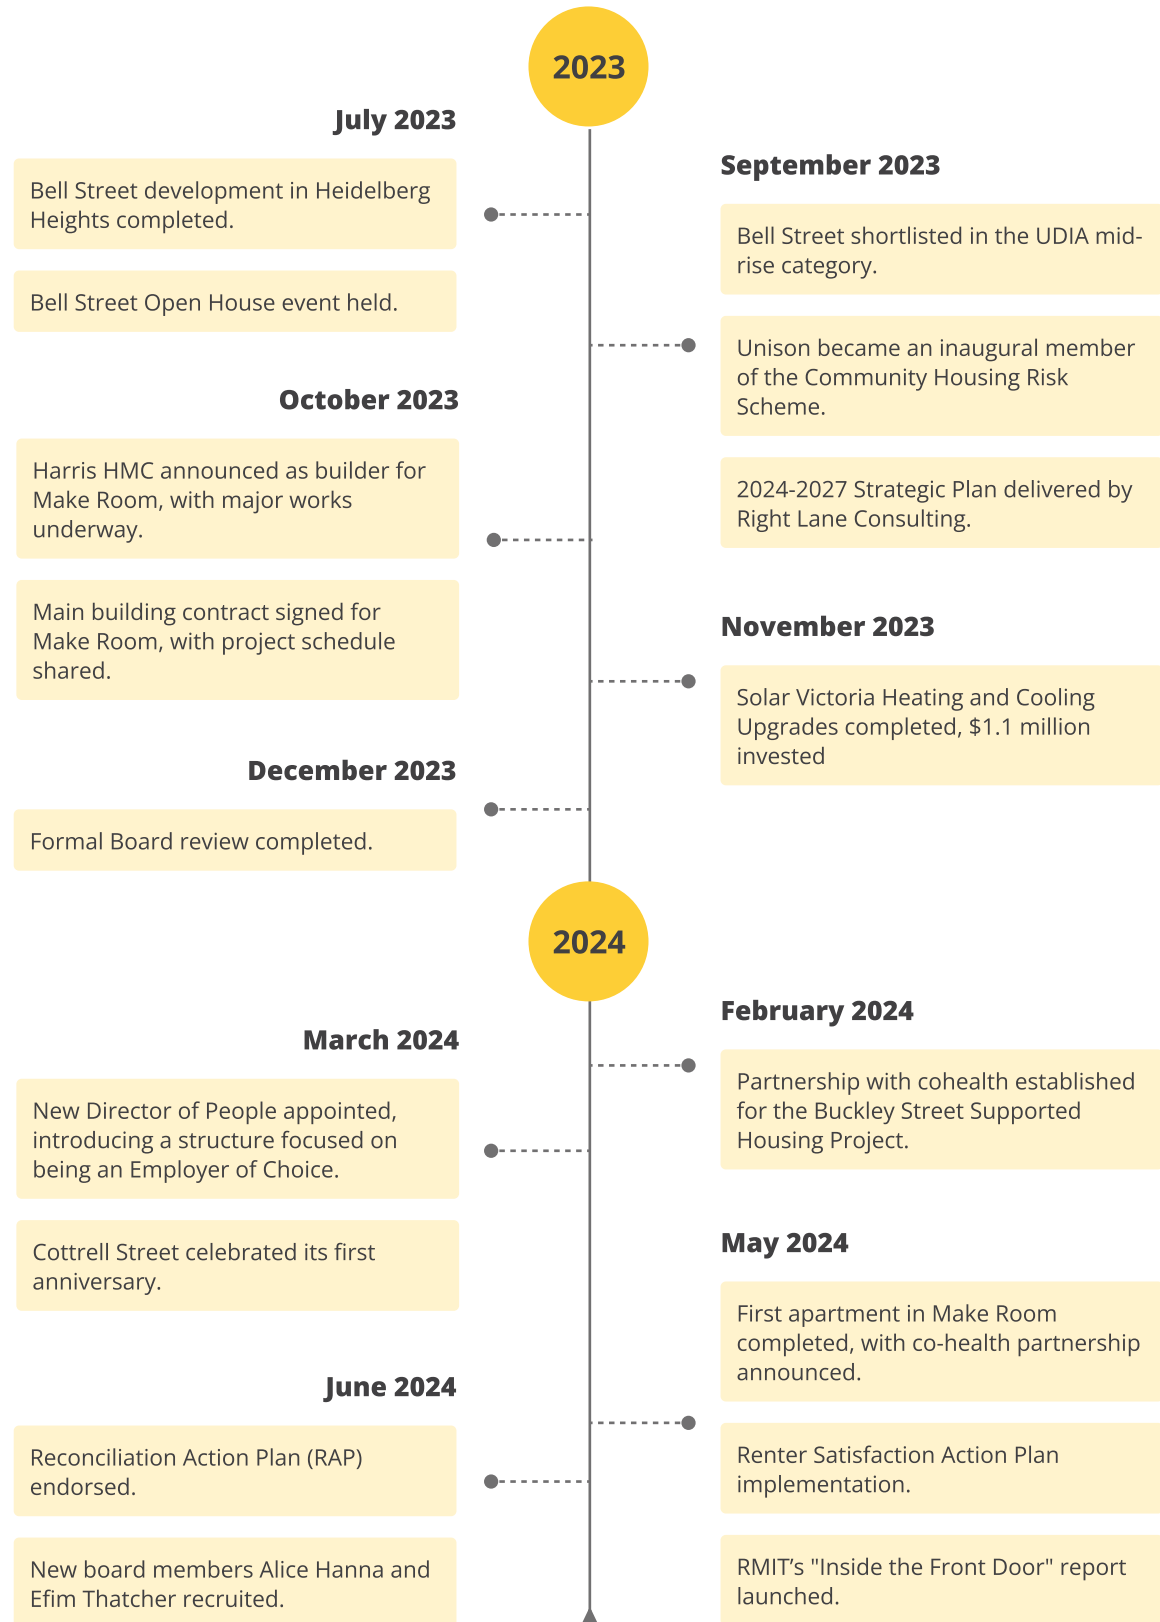 2023
July 2023
Bell Street development in Heidelberg
Heights completed.
Bell Street Open House event held.
September 2023
Bell Street shortlisted in the UDIA mid-
rise category.
Unison became an inaugural member
of the Community Housing Risk
Scheme.
2024-2027 Strategic Plan delivered by
Right Lane Consulting.
October 2023
Harris HMC announced as builder for
Make Room, with major works
underway.
Main building contract signed for
Make Room, with project schedule
shared.
November 2023
Solar Victoria Heating and Cooling
Upgrades completed, $1.1 million
invested
December 2023
Formal Board review completed.
2024
February 2024
Partnership with cohealth established
for the Buckley Street Supported
Housing Project.
March 2024
New Director of People appointed,
introducing a structure focused on
being an Employer of Choice.
Cottrell Street celebrated its first
anniversary.
May 2024
First apartment in Make Room
completed, with co-health partnership
announced.
Renter Satisfaction Action Plan
implementation.
RMIT’s "Inside the Front Door" report
launched.
June 2024
Reconciliation Action Plan (RAP)
endorsed.
New board members Alice Hanna and
Efim Thatcher recruited.